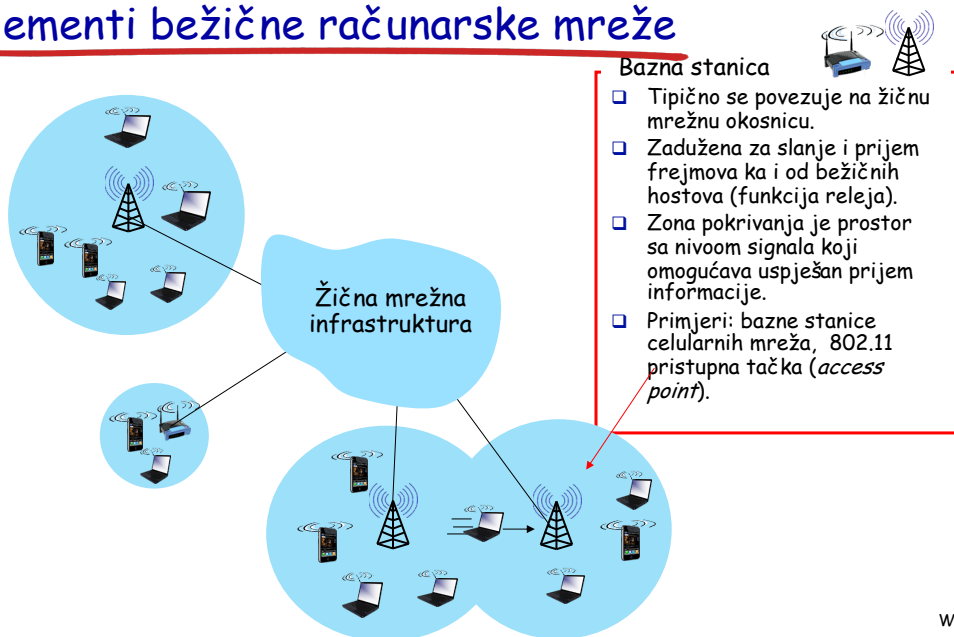 ementi bežične računarske mreže
Bazna stanica
Tipično se povezuje na žičnu
mrežnu okosnicu.
Zadužena za slanje i prijem
frejmova ka i od bežičnih
hostova (funkcija releja).
Zona pokrivanja je prostor
sa nivoom signala koji
omogućava uspješan prijem
informacije.
Primjeri: bazne stanice
celularnih mreža, 802.11
pristupna tačka (access
point).
Žična mrežna
infrastruktura
w